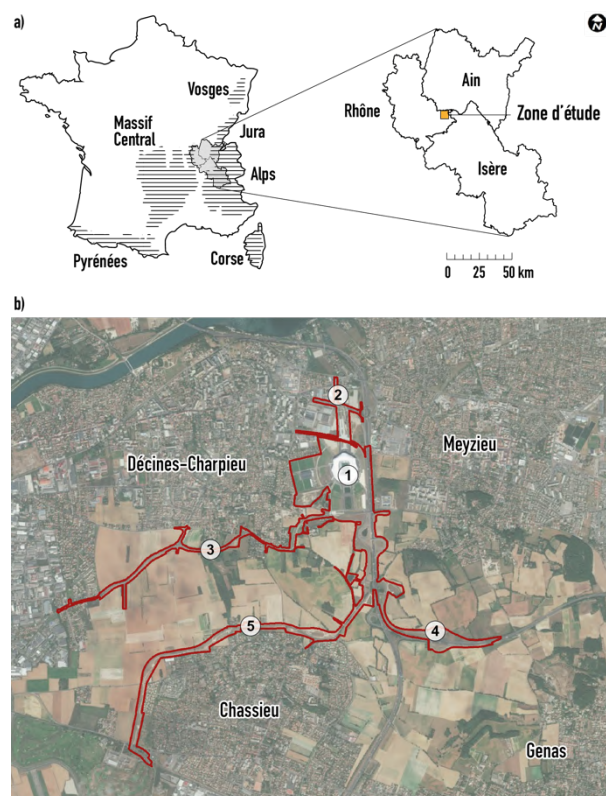 a)
N
Vosges
Massif
Central
Jura
Alps
Pyrénées
Corse
Ain
Rhône
Zone d'étude
Isère
0 25 50 km
b)
2
Meyzieu
Décines-Charpieu
1
3
4
5
Chassieu
Genas